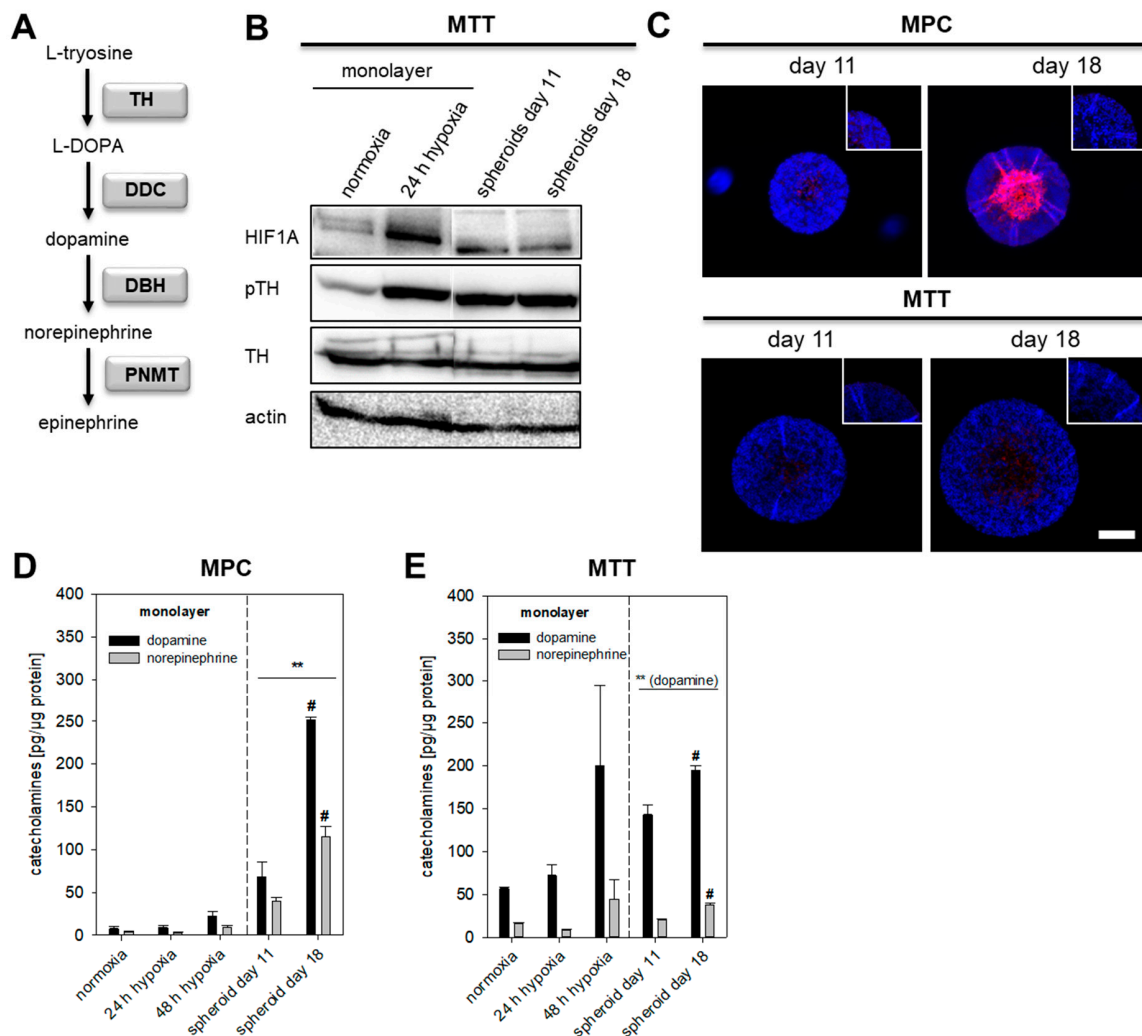 A
L-tryosine
TH
L-DOPA
DDC
dopamine
DBH
norepinephrine
PNMT
epinephrine
B
MTT
monolayer
normoxia
24 h hypoxia
spheroids day 11
spheroids day 18
HIF1A
pTH
TH
actin
C
MPC
day 11
day 18
MTT
day 11
day 18
D
MPC
catecholamines [pg/µg protein]
400
350
300
250
200
150
100
50
0
monolayer
dopamine
norepinephrine
**
#
#
normoxia
24 h hypoxia
48 h hypoxia
spheroid day 11
spheroid day 18
E
MTT
catecholamines [pg/µg protein]
400
350
300
250
200
150
100
50
0
monolayer
dopamine
norepinephrine
** (dopamine)
#
#
normoxia
24 h hypoxia
48 h hypoxia
spheroid day 11
spheroid day 18